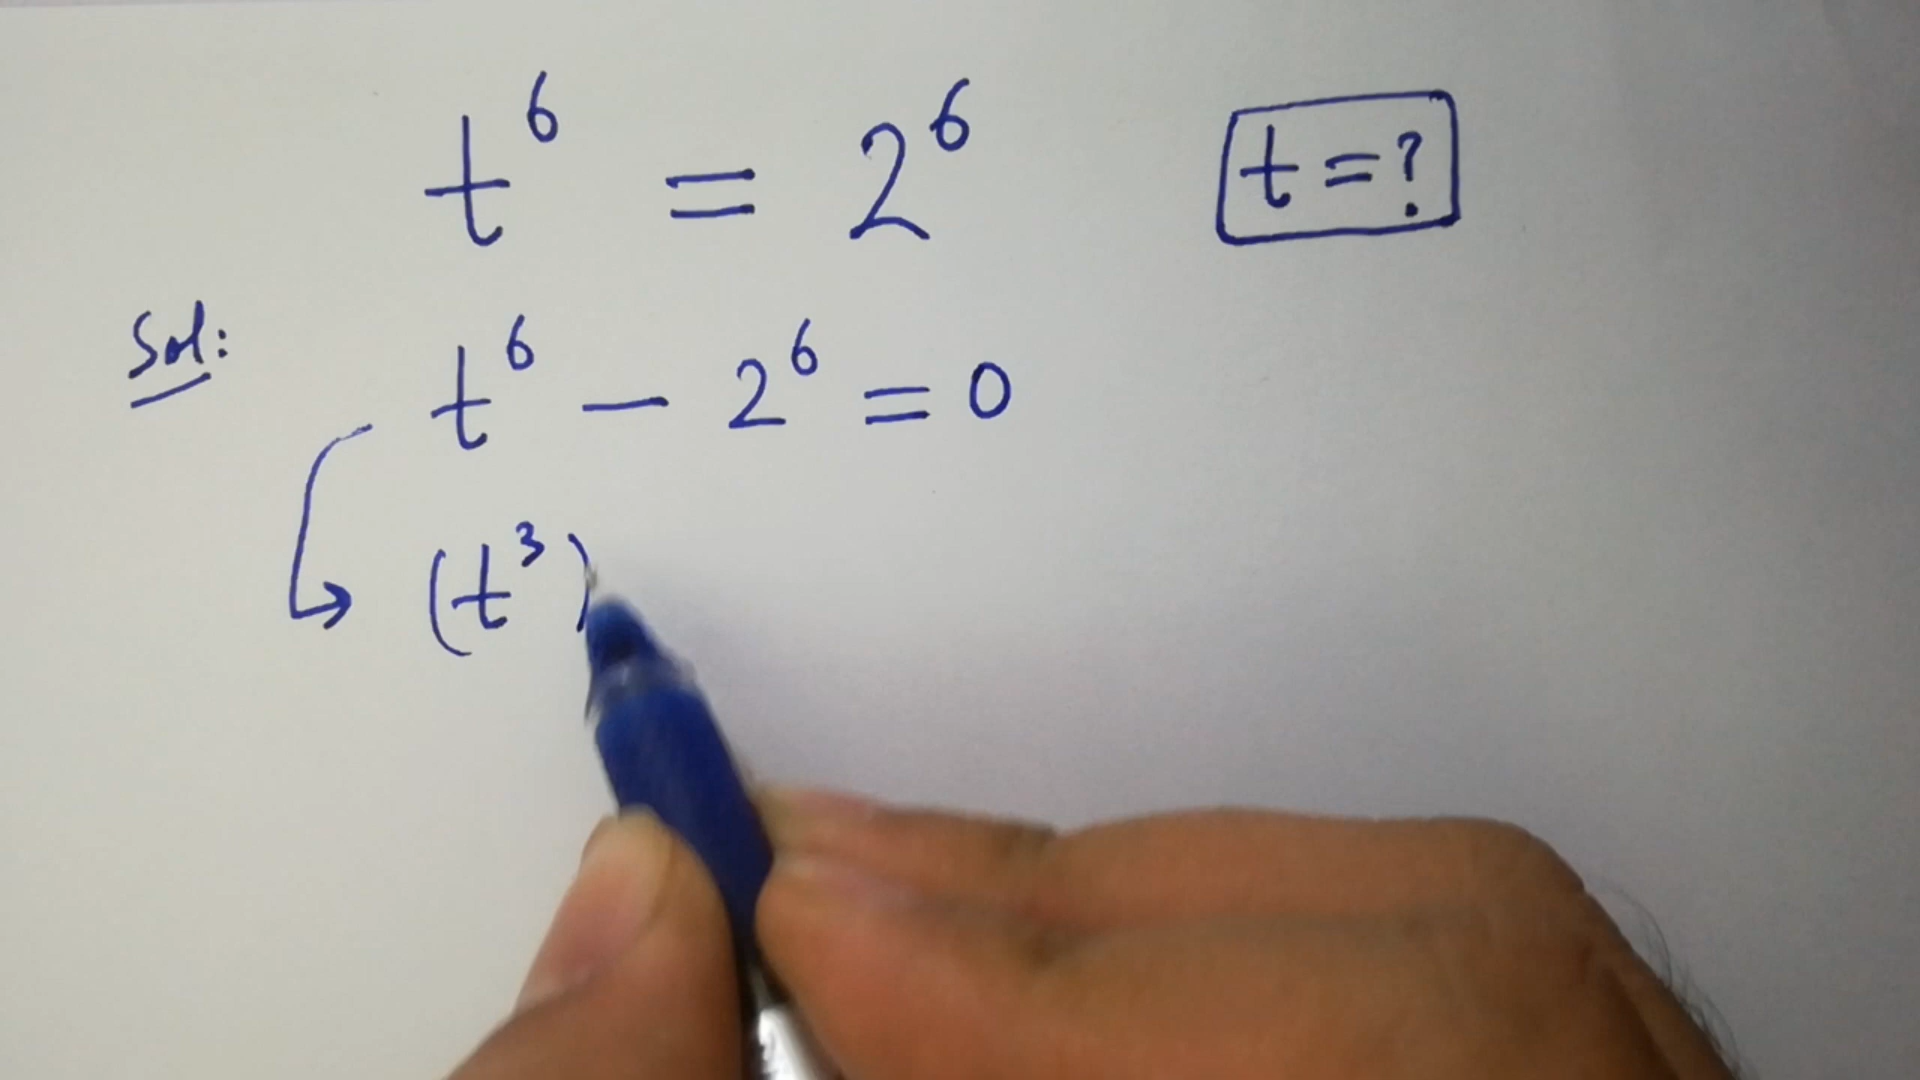 t⁶ = 2⁶ t = ?
Sol: t⁶ − 2⁶ = 0
(t³)